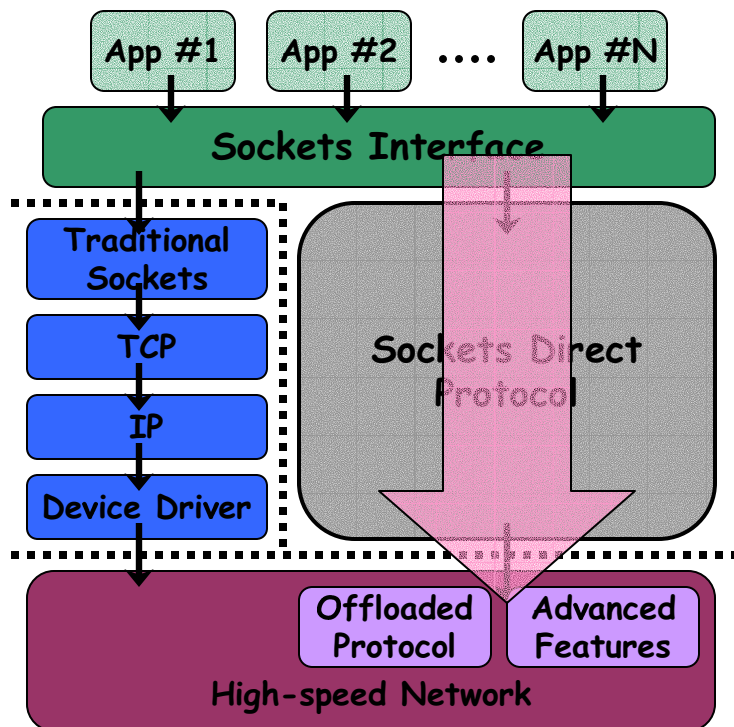 App #1
App #2
....
App #N
Sockets Interface
Traditional
Sockets
TCP
IP
Device Driver
Sockets Direct
Protocol
Offloaded
Protocol
Advanced
Features
High-speed Network